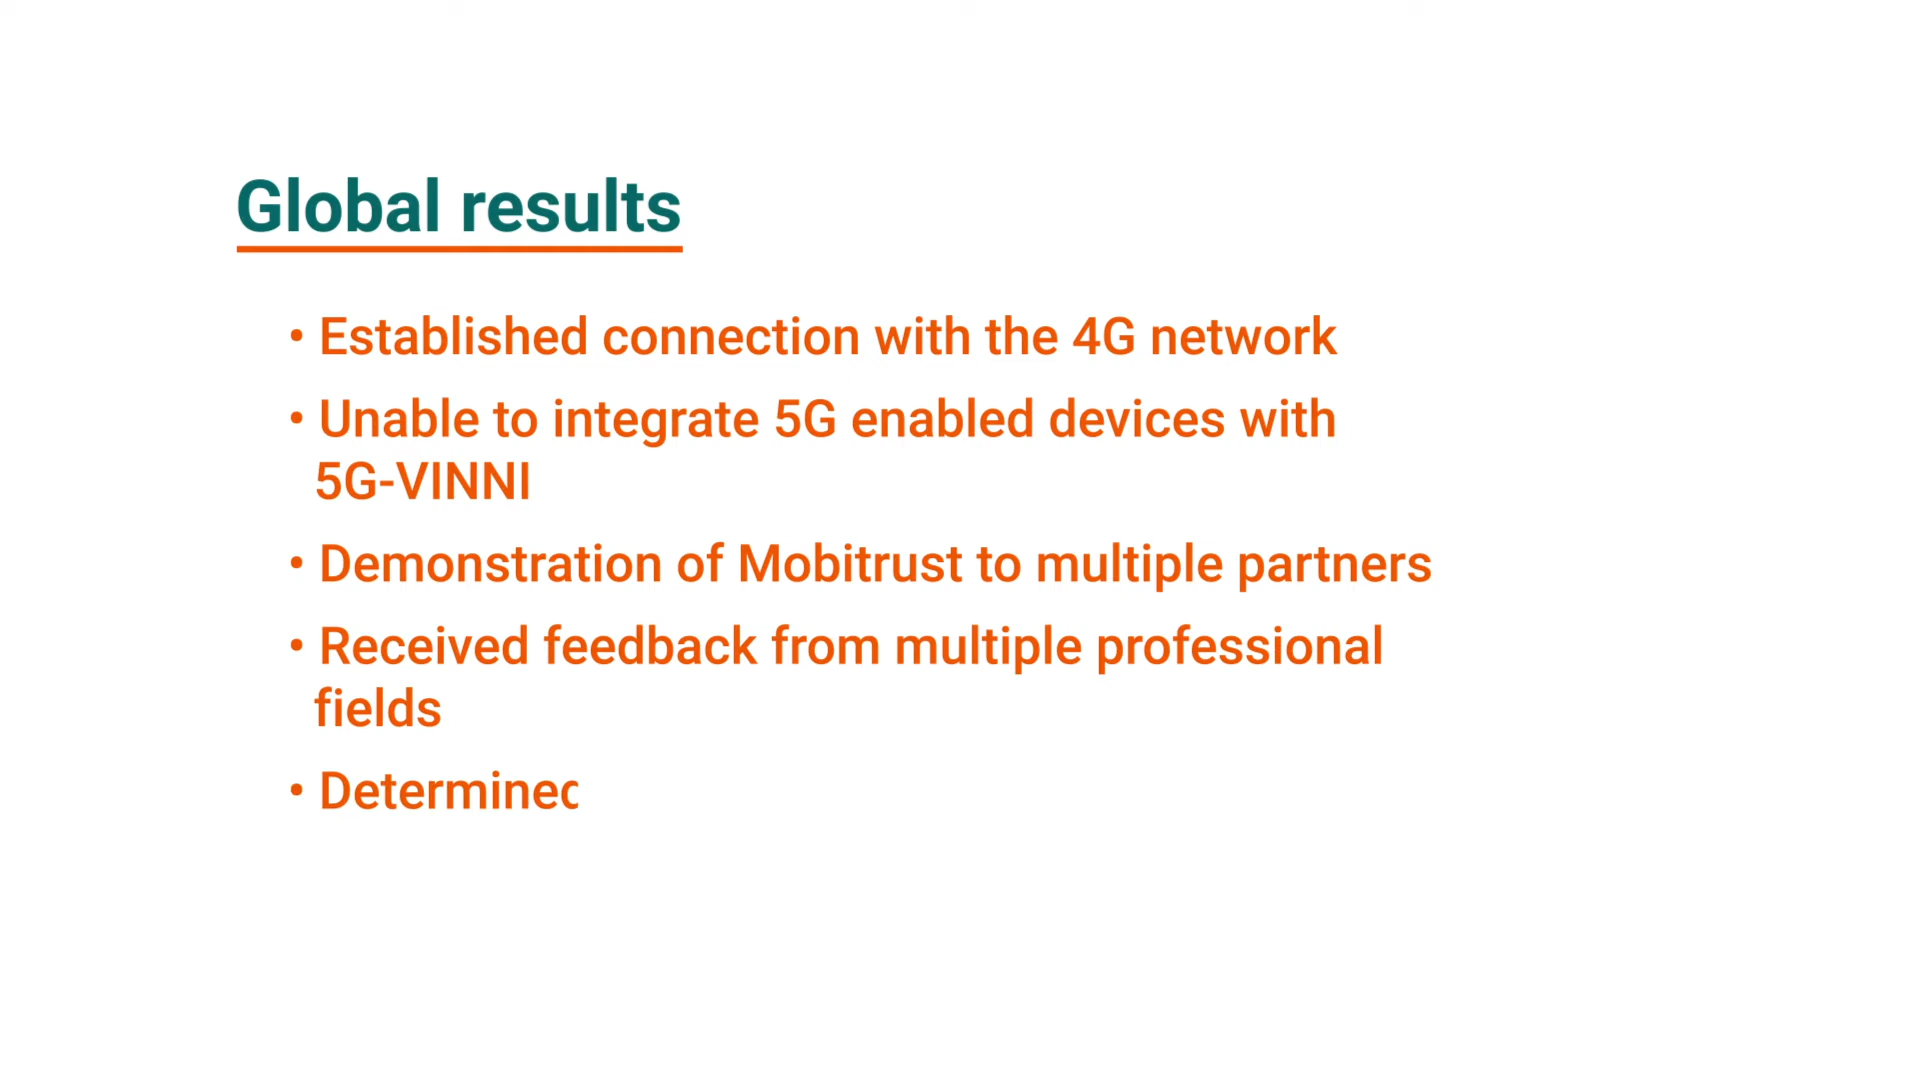 Global results
• Established connection with the 4G network
• Unable to integrate 5G enabled devices with
5G-VINNI
• Demonstration of Mobitrust to multiple partners
• Received feedback from multiple professional
fields
• Determined